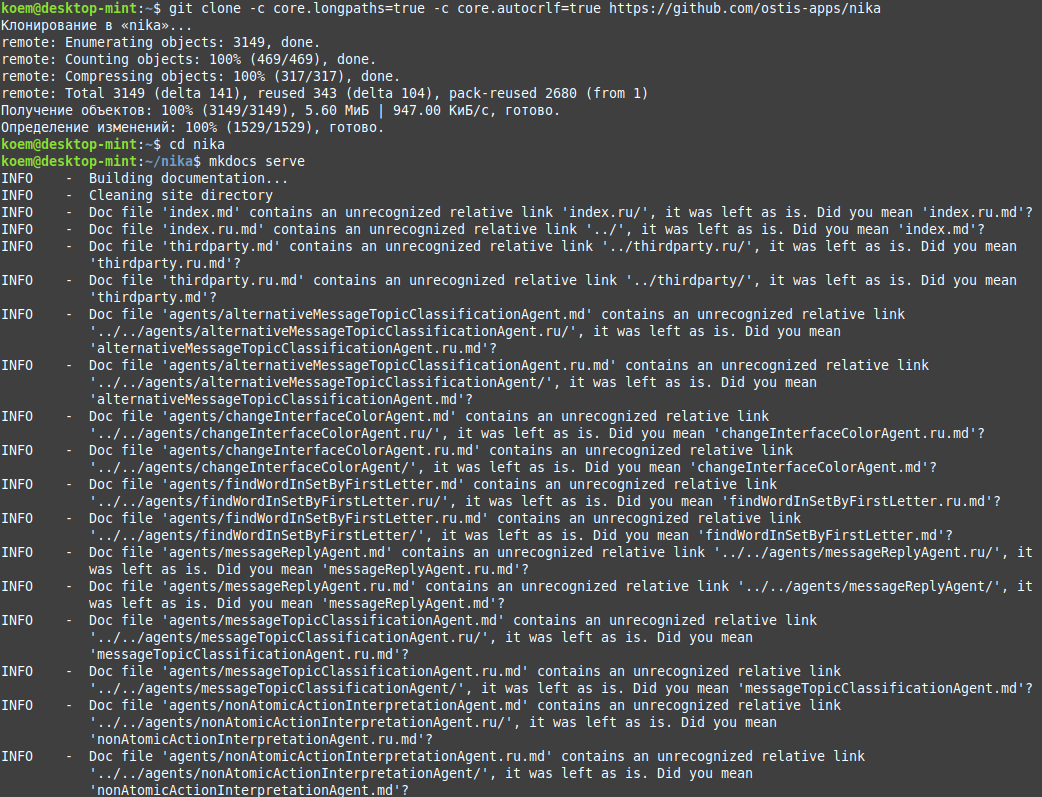 koem@desktop-mint:~$ git clone -c core.longpaths=true -c core.autocrlf=true https://github.com/ostis-apps/nika
Клонирование в «nika»...
remote: Enumerating objects: 3149, done.
remote: Counting objects: 100% (469/469), done.
remote: Compressing objects: 100% (317/317), done.
remote: Total 3149 (delta 141), reused 343 (delta 104), pack-reused 2680 (from 1)
Получение объектов: 100% (3149/3149), 5.60 МиБ | 947.00 КиБ/с, готово.
Определение изменений: 100% (1529/1529), готово.
koem@desktop-mint:~$ cd nika
koem@desktop-mint:~/nika$ mkdocs serve
INFO    -  Building documentation...
INFO    -  Cleaning site directory
INFO    -  Doc file 'index.md' contains an unrecognized relative link 'index.ru/', it was left as is. Did you mean 'index.ru.md'?
INFO    -  Doc file 'index.ru.md' contains an unrecognized relative link '../', it was left as is. Did you mean 'index.md'?
INFO    -  Doc file 'thirdparty.md' contains an unrecognized relative link '../thirdparty.ru/', it was left as is. Did you mean
'thirdparty.ru.md'?
INFO    -  Doc file 'thirdparty.ru.md' contains an unrecognized relative link '../thirdparty/', it was left as is. Did you mean
'thirdparty.md'?
INFO    -  Doc file 'agents/alternativeMessageTopicClassificationAgent.md' contains an unrecognized relative link
'../../agents/alternativeMessageTopicClassificationAgent.ru/', it was left as is. Did you mean
'alternativeMessageTopicClassificationAgent.ru.md'?
INFO    -  Doc file 'agents/alternativeMessageTopicClassificationAgent.ru.md' contains an unrecognized relative link
'../../agents/alternativeMessageTopicClassificationAgent/', it was left as is. Did you mean
'alternativeMessageTopicClassificationAgent.md'?
INFO    -  Doc file 'agents/changeInterfaceColorAgent.md' contains an unrecognized relative link
'../../agents/changeInterfaceColorAgent.ru/', it was left as is. Did you mean 'changeInterfaceColorAgent.ru.md'?
INFO    -  Doc file 'agents/changeInterfaceColorAgent.ru.md' contains an unrecognized relative link
'../../agents/changeInterfaceColorAgent/', it was left as is. Did you mean 'changeInterfaceColorAgent.md'?
INFO    -  Doc file 'agents/findWordInSetByFirstLetter.md' contains an unrecognized relative link
'../../agents/findWordInSetByFirstLetter.ru/', it was left as is. Did you mean 'findWordInSetByFirstLetter.ru.md'?
INFO    -  Doc file 'agents/findWordInSetByFirstLetter.ru.md' contains an unrecognized relative link
'../../agents/findWordInSetByFirstLetter/', it was left as is. Did you mean 'findWordInSetByFirstLetter.md'?
INFO    -  Doc file 'agents/messageReplyAgent.md' contains an unrecognized relative link '../../agents/messageReplyAgent.ru/', it
was left as is. Did you mean 'messageReplyAgent.ru.md'?
INFO    -  Doc file 'agents/messageReplyAgent.ru.md' contains an unrecognized relative link '../../agents/messageReplyAgent/', it
was left as is. Did you mean 'messageReplyAgent.md'?
INFO    -  Doc file 'agents/messageTopicClassificationAgent.md' contains an unrecognized relative link
'../../agents/messageTopicClassificationAgent.ru/', it was left as is. Did you mean
'messageTopicClassificationAgent.ru.md'?
INFO    -  Doc file 'agents/messageTopicClassificationAgent.ru.md' contains an unrecognized relative link
'../../agents/messageTopicClassificationAgent/', it was left as is. Did you mean 'messageTopicClassificationAgent.md'?
INFO    -  Doc file 'agents/nonAtomicActionInterpretationAgent.md' contains an unrecognized relative link
'../../agents/nonAtomicActionInterpretationAgent.ru/', it was left as is. Did you mean
'nonAtomicActionInterpretationAgent.ru.md'?
INFO    -  Doc file 'agents/nonAtomicActionInterpretationAgent.ru.md' contains an unrecognized relative link
'../../agents/nonAtomicActionInterpretationAgent/', it was left as is. Did you mean
'nonAtomicActionInterpretationAgent.md'?